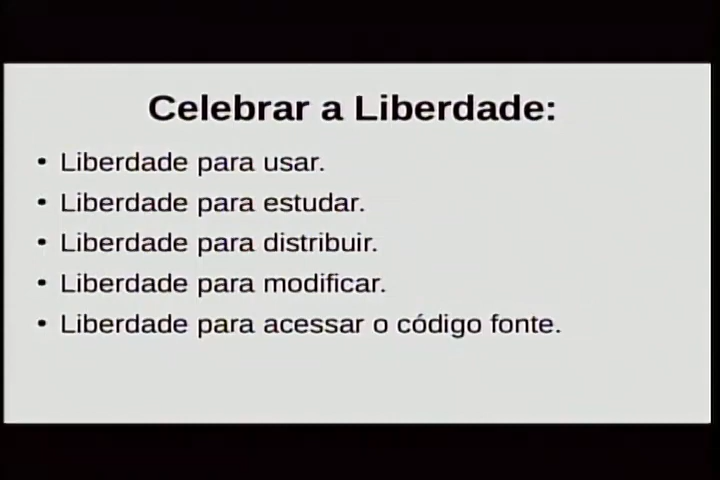 Celebrar a Liberdade:
• Liberdade para usar.
• Liberdade para estudar.
• Liberdade para distribuir.
• Liberdade para modificar.
• Liberdade para acessar o código fonte.